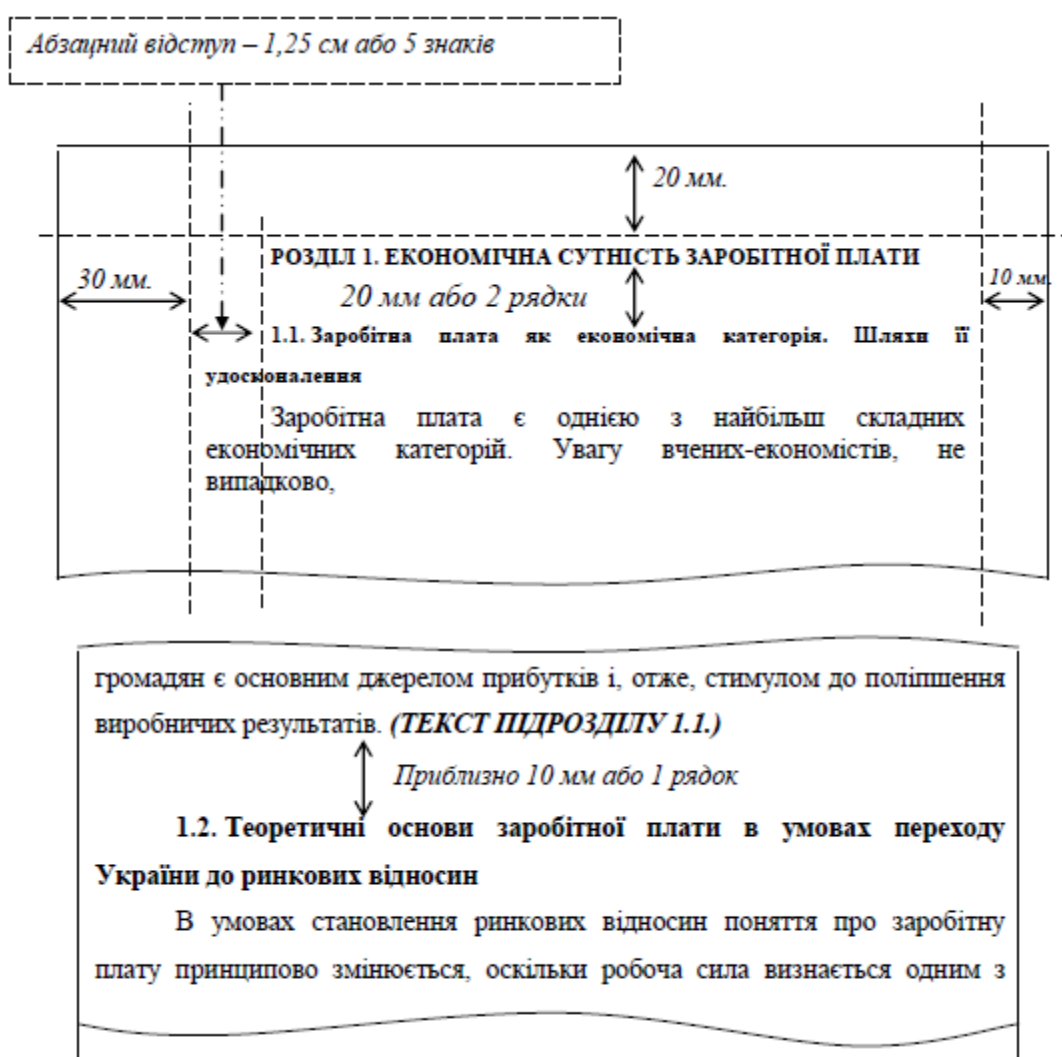 Абзацний відступ – 1,25 см або 5 знаків
20 мм.
РОЗДІЛ 1. ЕКОНОМІЧНА СУТНІСТЬ ЗАРОБІТНОЇ ПЛАТИ
30 мм.
20 мм або 2 рядки
10 мм.
1.1. Заробітна плата як економічна категорія. Шляхи її
удосконалення
Заробітна плата є однією з найбільш складних
економічних категорій. Увагу вчених-економістів, не
випадково,
громадян є основним джерелом прибутків і, отже, стимулом до поліпшення
виробничих результатів. (ТЕКСТ ПІДРОЗДІЛУ 1.1.)
Приблизно 10 мм або 1 рядок
1.2. Теоретичні основи заробітної плати в умовах переходу
України до ринкових відносин
В умовах становлення ринкових відносин поняття про заробітну
плату принципово змінюється, оскільки робоча сила визнається одним з